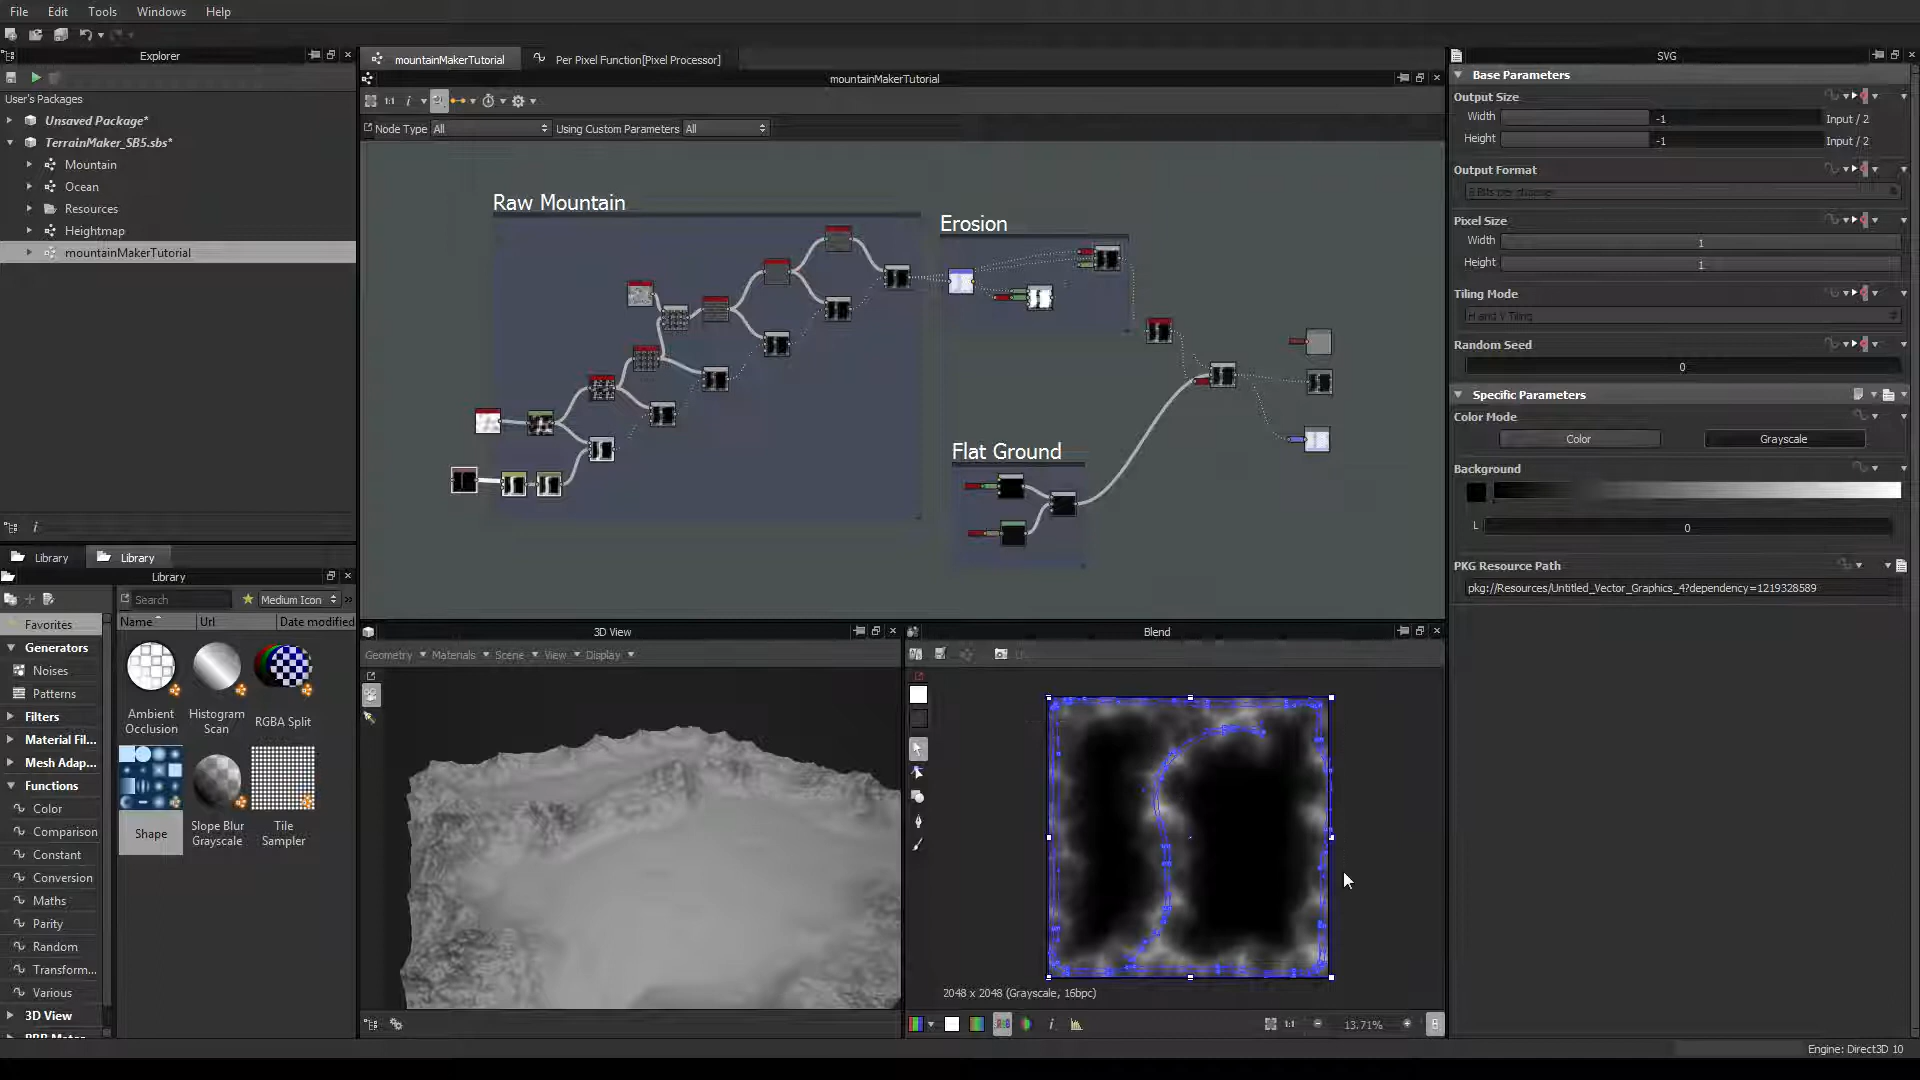 File Edit Tools Windows Help
Explorer
User's Packages
Unsaved Package*
TerrainMaker_SB5.sbs*
Mountain
Ocean
Resources
Heightmap
mountainMakerTutorial
mountainMakerTutorial Per Pixel Function[Pixel Processor]
mountainMakerTutorial
1:1
Node Type All Using Custom Parameters All
Raw Mountain
Erosion
Flat Ground
Library Library
Library
Search Medium Icon
Name Url Date modified
Favorites
Generators
Noises
Patterns
Filters
Material Fil...
Mesh Adap...
Functions
Color
Comparison
Constant
Conversion
Maths
Parity
Random
Transform...
Various
3D View
Ambient Occlusion
Histogram Scan
RGBA Split
Shape
Slope Blur Grayscale
Tile Sampler
3D View
Geometry Materials Scene View Display
Blend
2048 x 2048 (Grayscale, 16bpc)
1:1 13.71%
SVG
Base Parameters
Output Size
Width -1 Input / 2
Height -1 Input / 2
Output Format
Pixel Size
Width 1
Height 1
Tiling Mode
H and V Tiling
Random Seed
0
Specific Parameters
Color Mode
Color Grayscale
Background
L 0
PKG Resource Path
pkg://Resources/Untitled_Vector_Graphics_4?dependency=1219328589
Engine: Direct3D 10